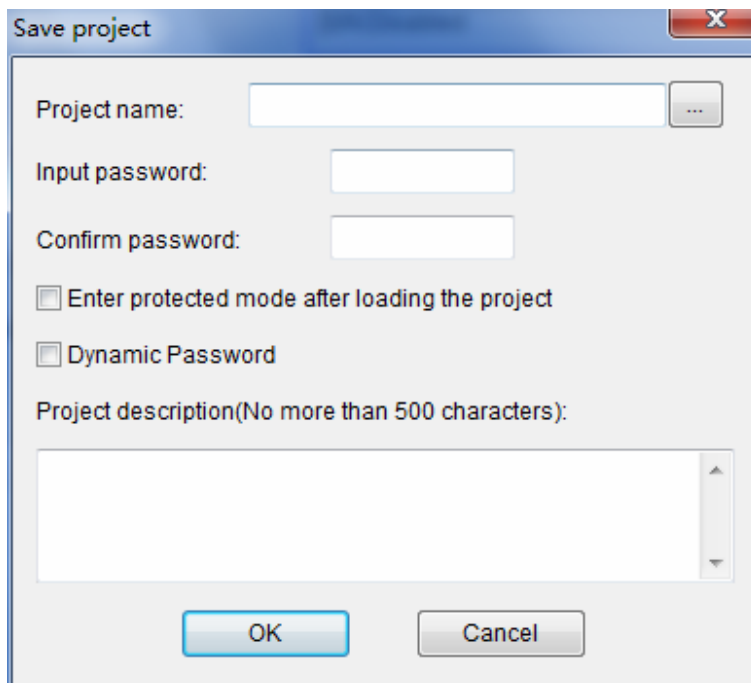 Save project
Project name:
...
Input password:
Confirm password:
Enter protected mode after loading the project
Dynamic Password
Project description(No more than 500 characters):
OK Cancel